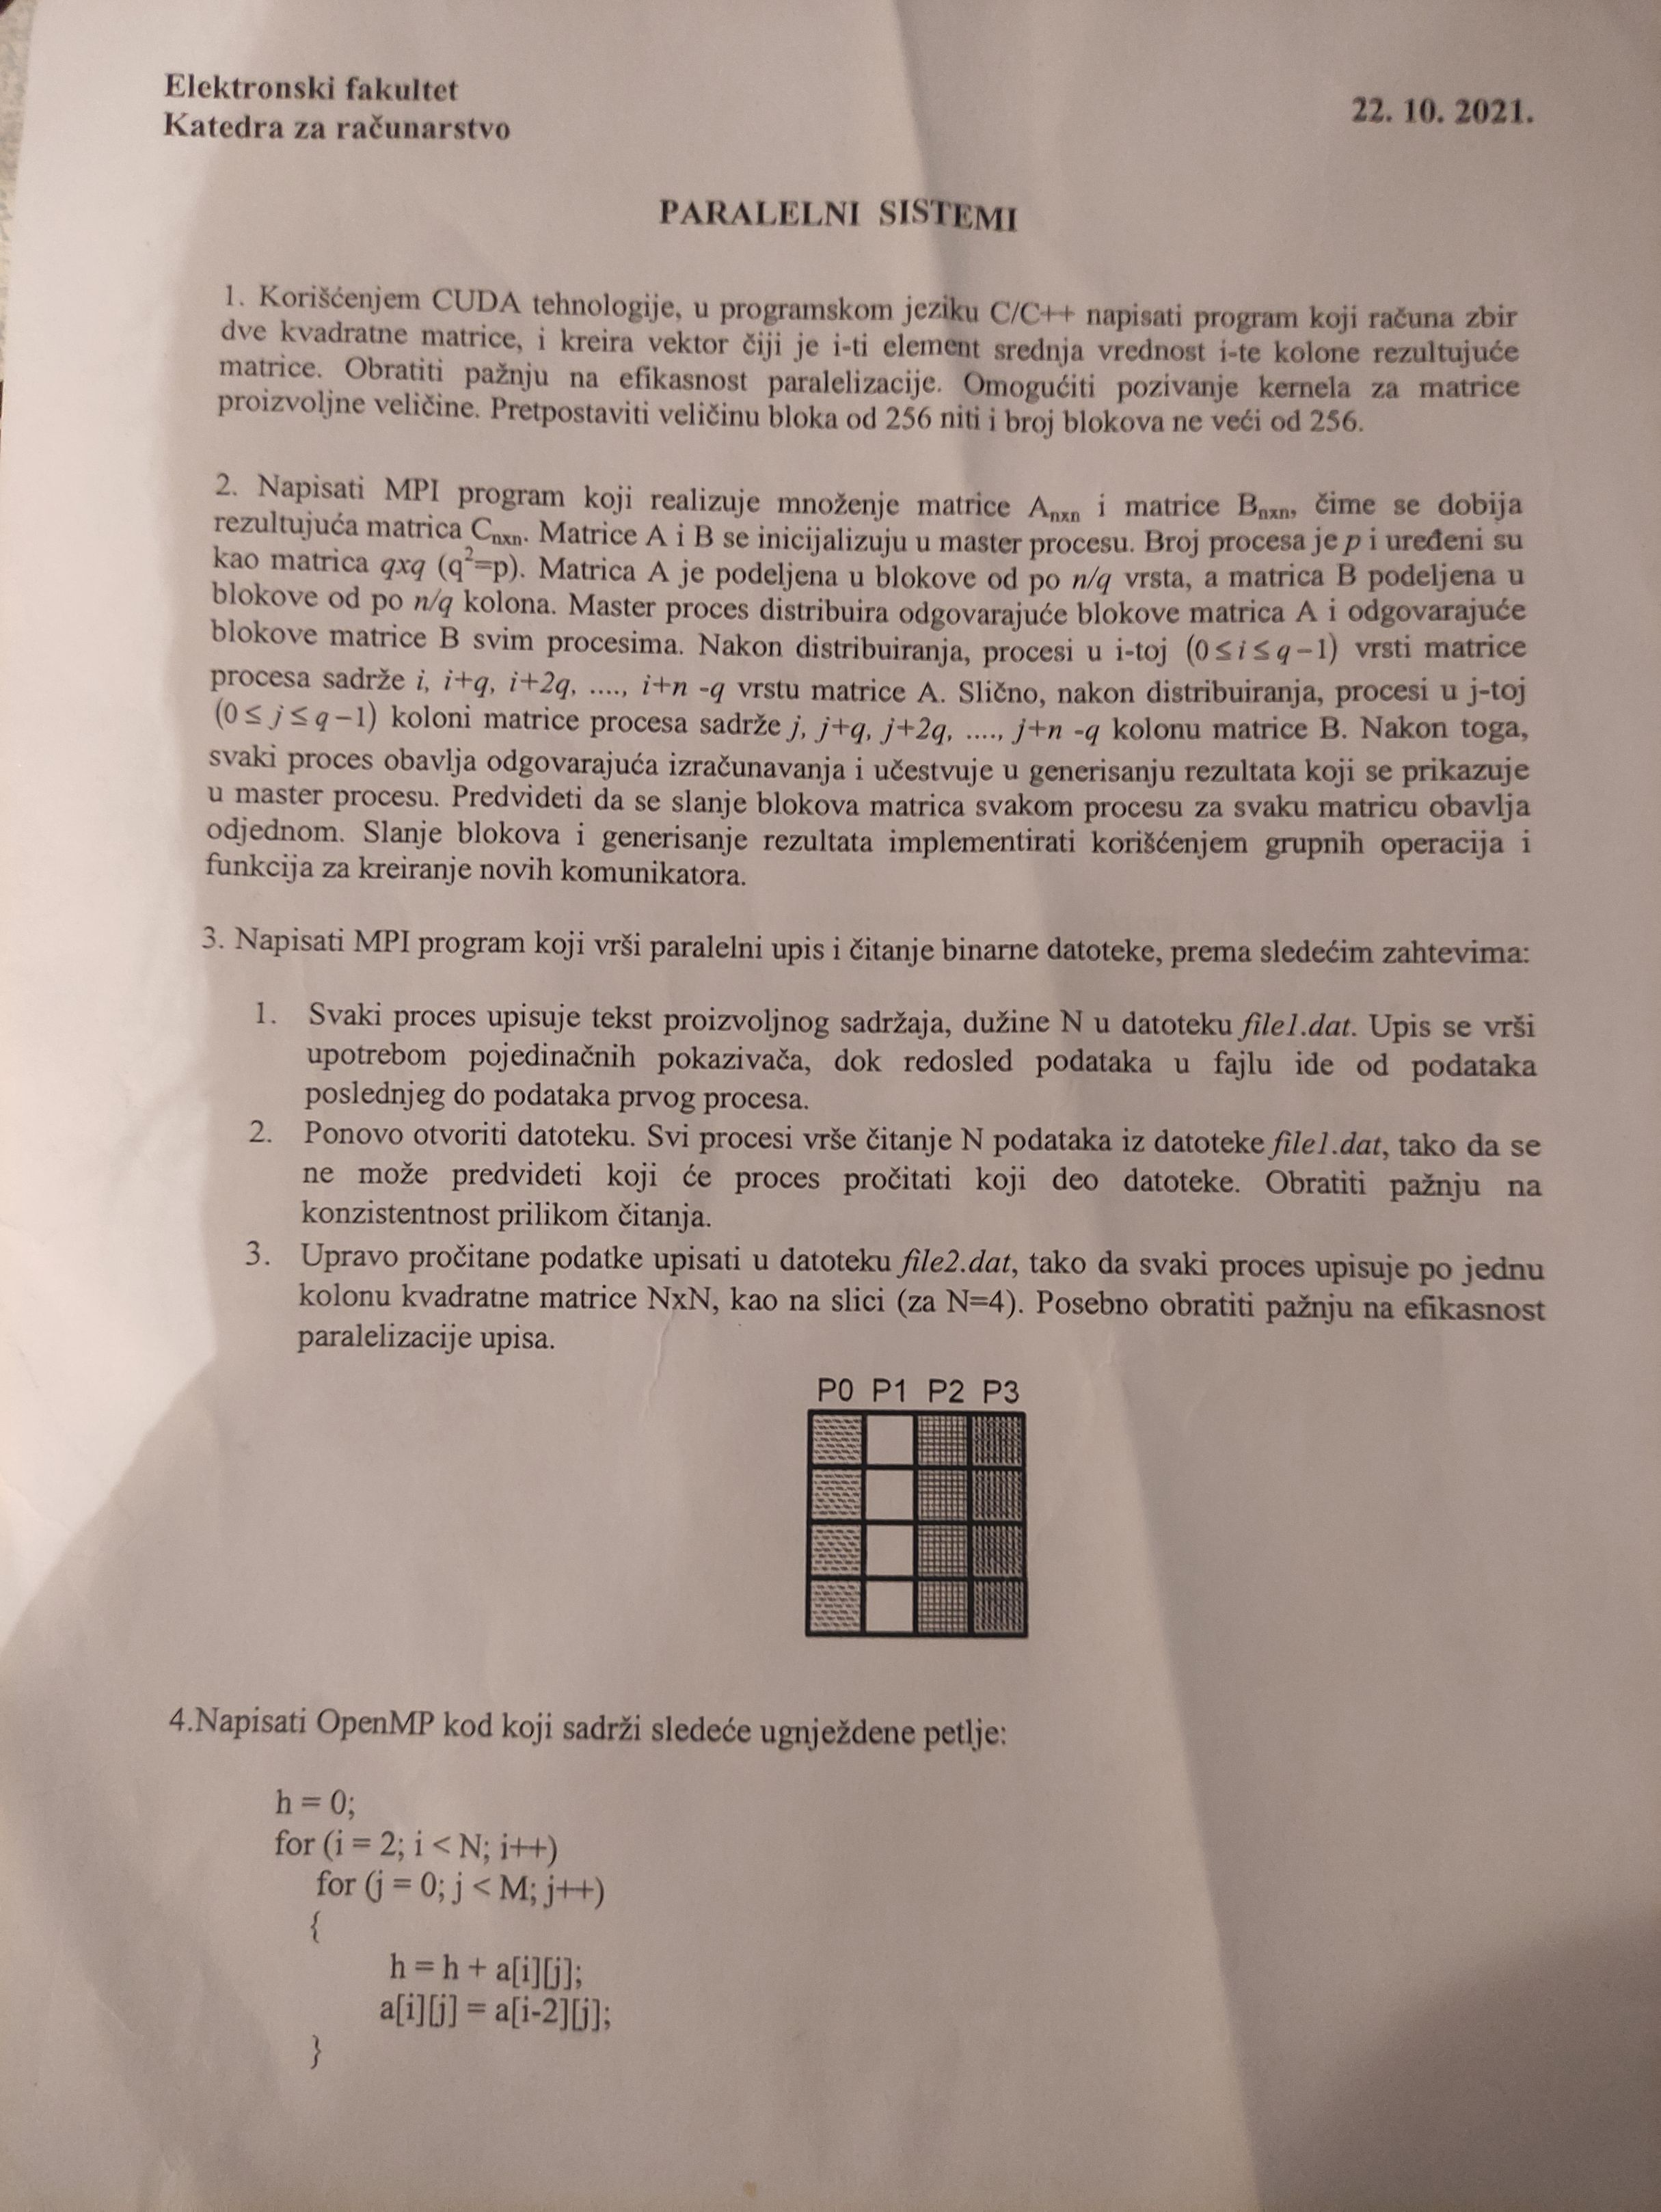 Elektronski fakultet
Katedra za računarstvo
22. 10. 2021.
PARALELNI SISTEMI
1. Korišćenjem CUDA tehnologije, u programskom jeziku C/C++ napisati program koji računa zbir
dve kvadratne matrice, i kreira vektor čiji je i-ti element srednja vrednost i-te kolone rezultujuće
matrice. Obratiti pažnju na efikasnost paralelizacije. Omogućiti pozivanje kernela za matrice
proizvoljne veličine. Pretpostaviti veličinu bloka od 256 niti i broj blokova ne veći od 256.
2. Napisati MPI program koji realizuje množenje matrice Anxn i matrice Bnxn, čime se dobija
rezultujuća matrica Cnxn. Matrice A i B se inicijalizuju u master procesu. Broj procesa je p i uređeni su
kao matrica qxq (q²=p). Matrica A je podeljena u blokove od po n/q vrsta, a matrica B podeljena u
blokove od po n/q kolona. Master proces distribuira odgovarajuće blokove matrica A i odgovarajuće
blokove matrice B svim procesima. Nakon distribuiranja, procesi u i-toj (0≤i≤q−1) vrsti matrice
procesa sadrže i, i+q, i+2q, ...., i+n -q vrstu matrice A. Slično, nakon distribuiranja, procesi u j-toj
(0≤j≤q−1) koloni matrice procesa sadrže j, j+q, j+2q, ...., j+n -q kolonu matrice B. Nakon toga,
svaki proces obavlja odgovarajuća izračunavanja i učestvuje u generisanju rezultata koji se prikazuje
u master procesu. Predvideti da se slanje blokova matrica svakom procesu za svaku matricu obavlja
odjednom. Slanje blokova i generisanje rezultata implementirati korišćenjem grupnih operacija i
funkcija za kreiranje novih komunikatora.
3. Napisati MPI program koji vrši paralelni upis i čitanje binarne datoteke, prema sledećim zahtevima:
1. Svaki proces upisuje tekst proizvoljnog sadržaja, dužine N u datoteku file1.dat. Upis se vrši
upotrebom pojedinačnih pokazivača, dok redosled podataka u fajlu ide od podataka
poslednjeg do podataka prvog procesa.
2. Ponovo otvoriti datoteku. Svi procesi vrše čitanje N podataka iz datoteke file1.dat, tako da se
ne može predvideti koji će proces pročitati koji deo datoteke. Obratiti pažnju na
konzistentnost prilikom čitanja.
3. Upravo pročitane podatke upisati u datoteku file2.dat, tako da svaki proces upisuje po jednu
kolonu kvadratne matrice NxN, kao na slici (za N=4). Posebno obratiti pažnju na efikasnost
paralelizacije upisa.
P0 P1 P2 P3
4.Napisati OpenMP kod koji sadrži sledeće ugnježdene petlje:
h = 0;
for (i = 2; i < N; i++)
for (j = 0; j < M; j++)
{
h = h + a[i][j];
a[i][j] = a[i-2][j];
}